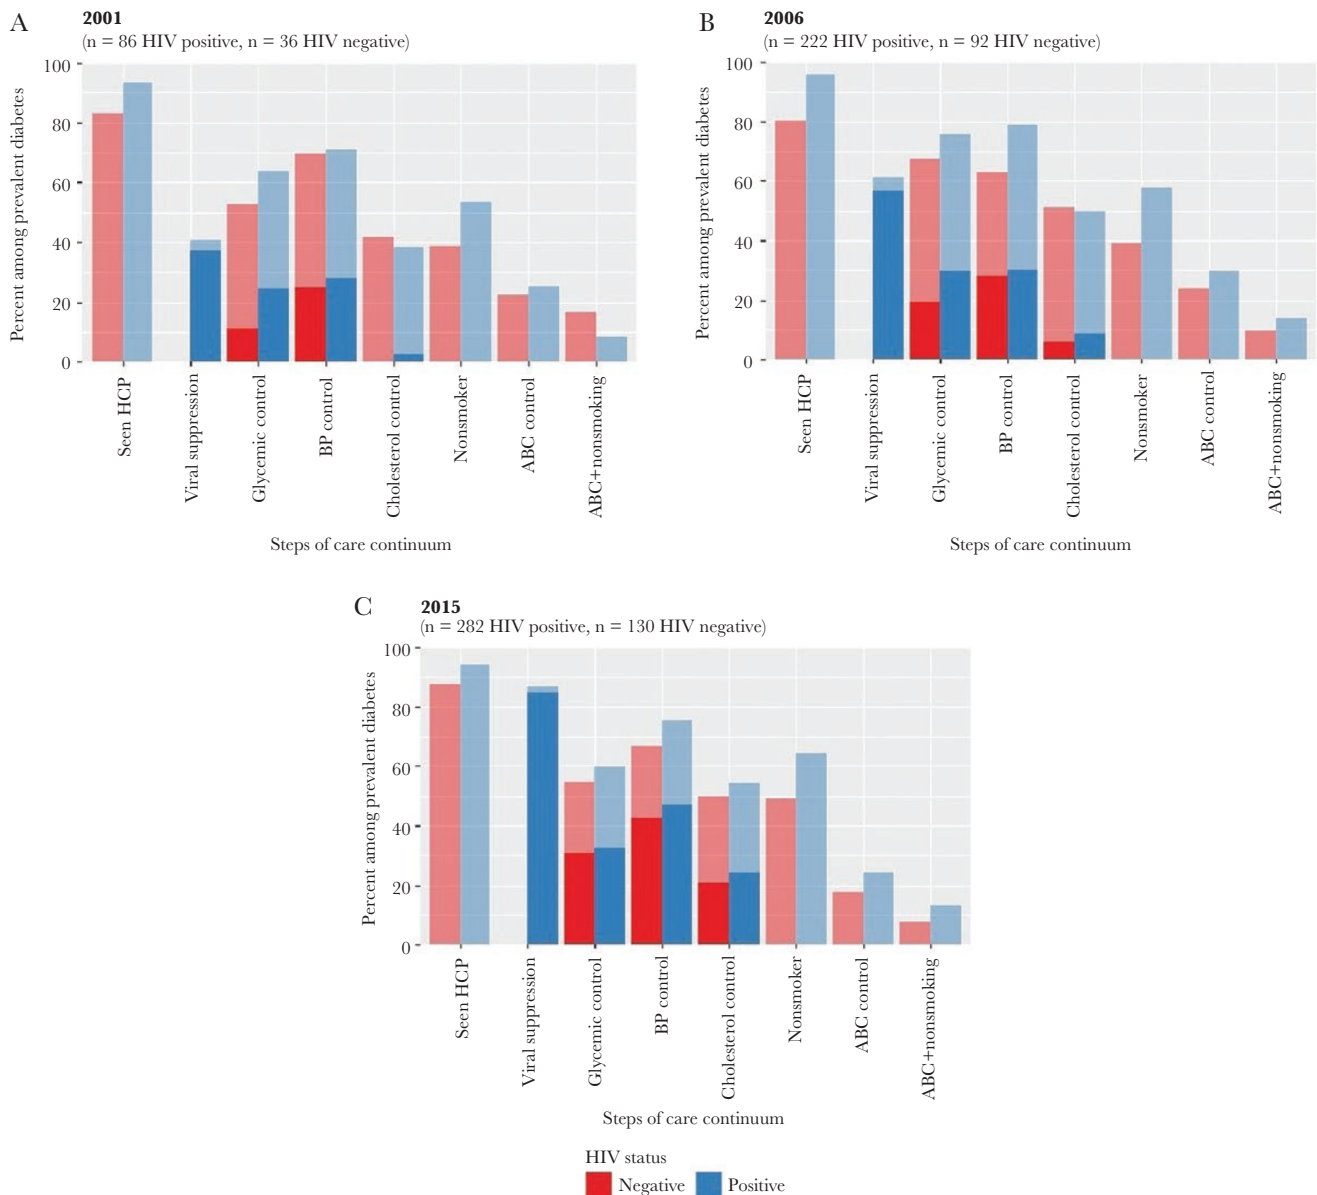 A
2001
(n = 86 HIV positive, n = 36 HIV negative)
Percent among prevalent diabetes
100
80
60
40
20
0
Seen HCP
Viral suppression
Glycemic control
BP control
Cholesterol control
Nonsmoker
ABC control
ABC+nonsmoking
Steps of care continuum
B
2006
(n = 222 HIV positive, n = 92 HIV negative)
Percent among prevalent diabetes
100
80
60
40
20
0
Seen HCP
Viral suppression
Glycemic control
BP control
Cholesterol control
Nonsmoker
ABC control
ABC+nonsmoking
Steps of care continuum
C
2015
(n = 282 HIV positive, n = 130 HIV negative)
Percent among prevalent diabetes
100
80
60
40
20
0
Seen HCP
Viral suppression
Glycemic control
BP control
Cholesterol control
Nonsmoker
ABC control
ABC+nonsmoking
Steps of care continuum
HIV status
Negative
Positive